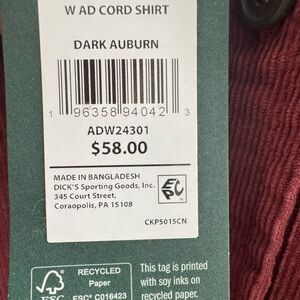 W AD CORD SHIRT
DARK AUBURN
1 96358 94042 3
ADW24301
$58.00
MADE IN BANGLADESH
DICK'S Sporting Goods, Inc.
345 Court Street,
Coraopolis, PA 15108
CKP5015CN
RECYCLED
Paper
FSC® C016423
FSC
This tag is printed
with soy inks on
recycled paper.